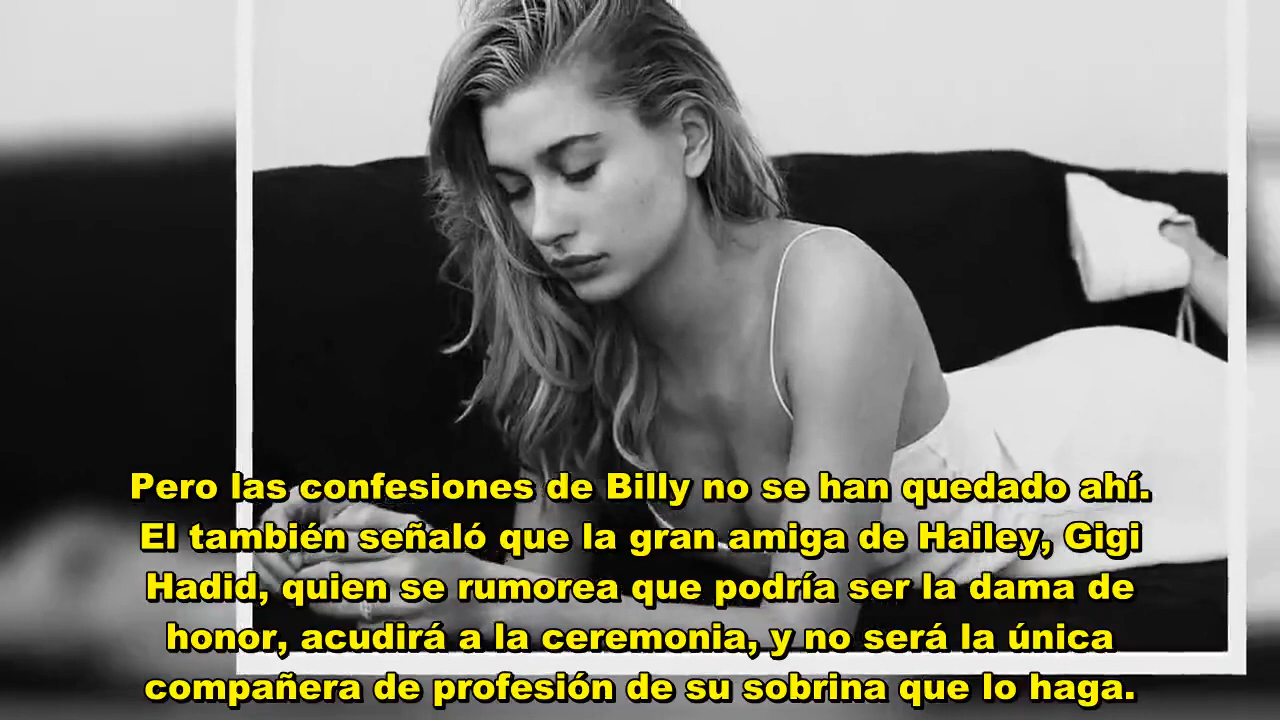 Pero las confesiones de Billy no se han quedado ahí.
El también señaló que la gran amiga de Hailey, Gigi
Hadid, quien se rumorea que podría ser la dama de
honor, acudirá a la ceremonia, y no será la única
compañera de profesión de su sobrina que lo haga.